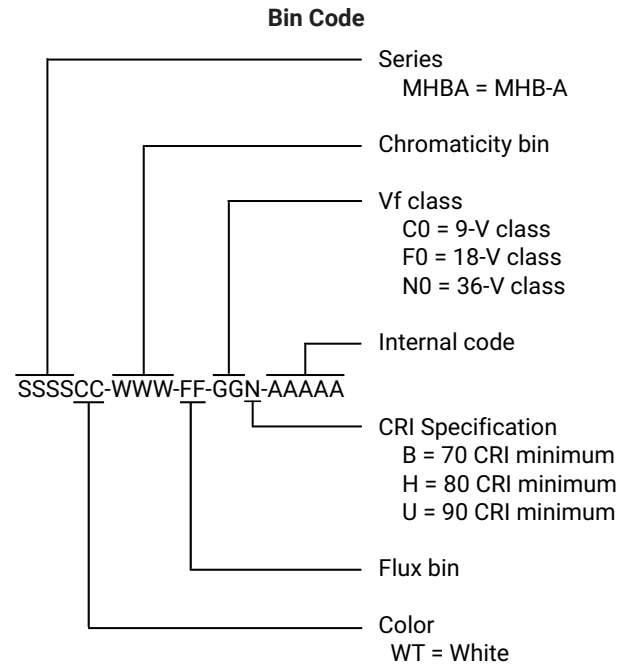 Bin Code
Series
MHBA = MHB-A
Chromaticity bin
Vf class
C0 = 9-V class
F0 = 18-V class
N0 = 36-V class
Internal code
SSSSCC-WWW-FF-GGN-AAAAA
CRI Specification
B = 70 CRI minimum
H = 80 CRI minimum
U = 90 CRI minimum
Flux bin
Color
WT = White